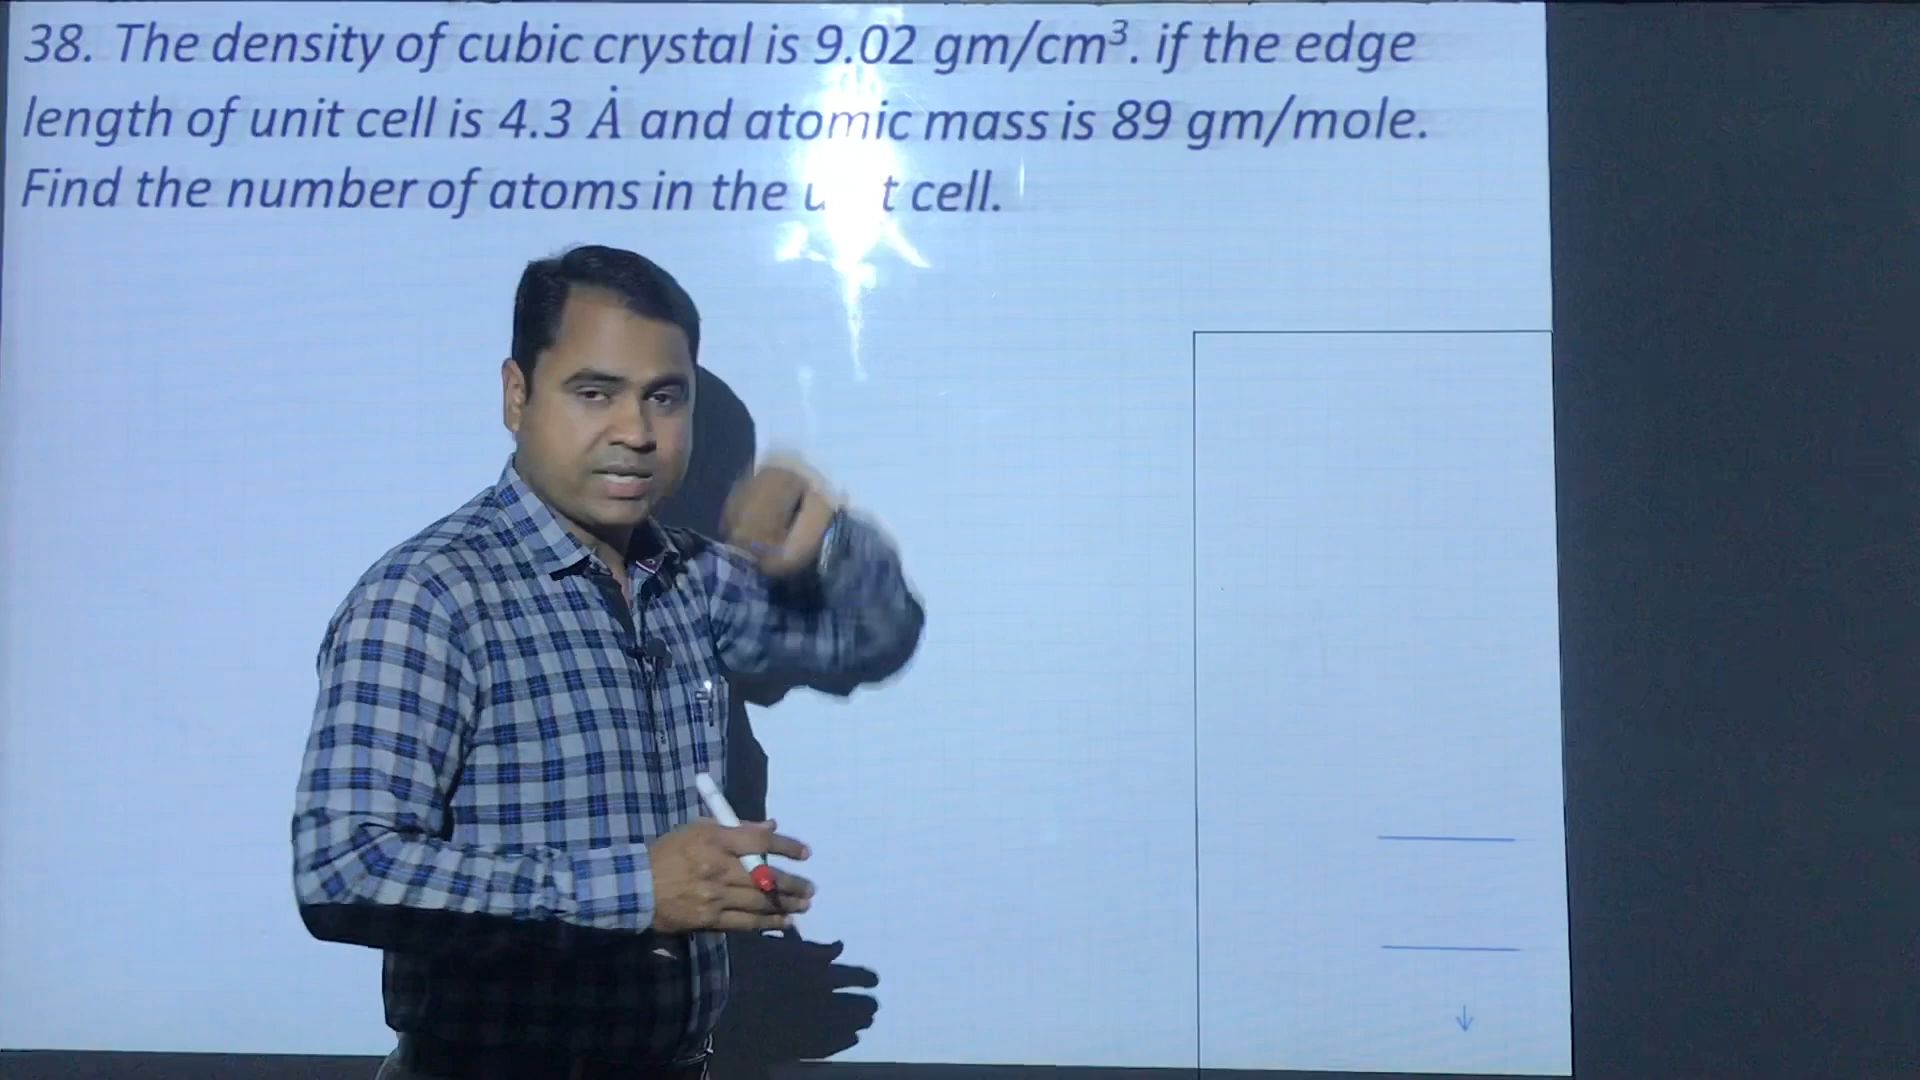 38. The density of cubic crystal is 9.02 gm/cm³. if the edge
length of unit cell is 4.3 Ȧ and atomic mass is 89 gm/mole.
Find the number of atoms in the cell.